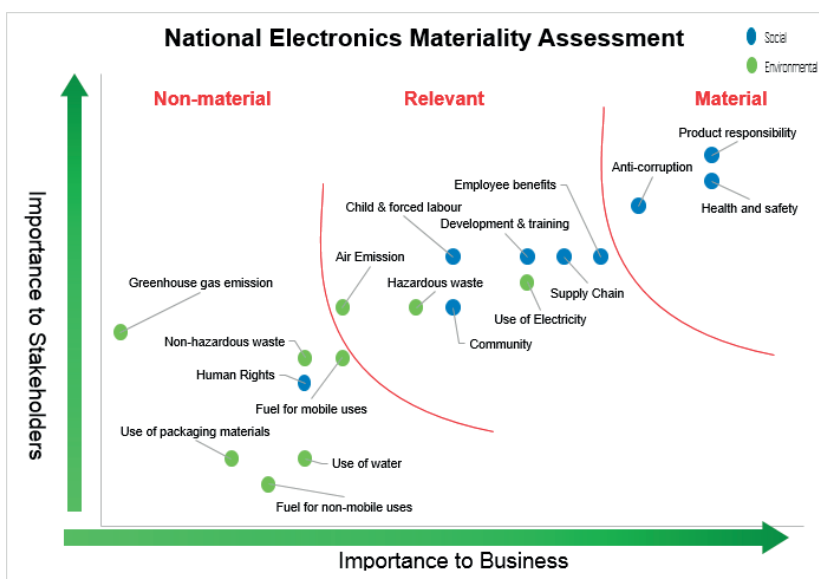 National Electronics Materiality Assessment
Social
Environmental
Non-material
Relevant
Material
Product responsibility
Anti-corruption
Employee benefits
Health and safety
Child & forced labour
Development & training
Air Emission
Greenhouse gas emission
Hazardous waste
Supply Chain
Use of Electricity
Non-hazardous waste
Community
Human Rights
Fuel for mobile uses
Use of packaging materials
Use of water
Fuel for non-mobile uses
Importance to Stakeholders
Importance to Business